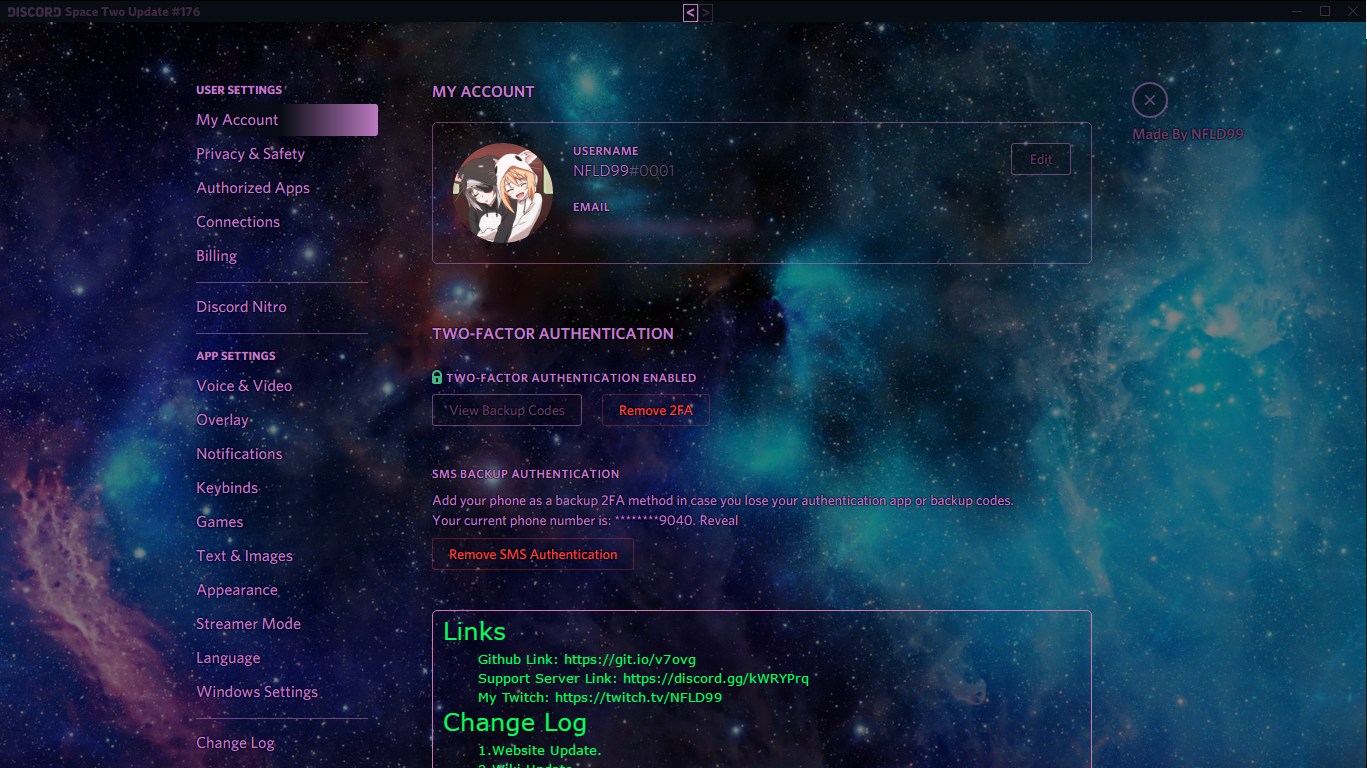 DISCORD Space Two Update #176
< >
USER SETTINGS
My Account
Privacy & Safety
Authorized Apps
Connections
Billing
Discord Nitro
APP SETTINGS
Voice & Video
Overlay
Notifications
Keybinds
Games
Text & Images
Appearance
Streamer Mode
Language
Windows Settings
Change Log
MY ACCOUNT
USERNAME
NFLD99#0001
Edit
EMAIL
TWO-FACTOR AUTHENTICATION
TWO-FACTOR AUTHENTICATION ENABLED
View Backup Codes
Remove 2FA
SMS BACKUP AUTHENTICATION
Add your phone as a backup 2FA method in case you lose your authentication app or backup codes.
Your current phone number is: ********9040. Reveal
Remove SMS Authentication
Links
Github Link: https://git.io/v7ovg
Support Server Link: https://discord.gg/kWRYPrq
My Twitch: https://twitch.tv/NFLD99
Change Log
1.Website Update.
2.Wiki Update
Made By NFLD99